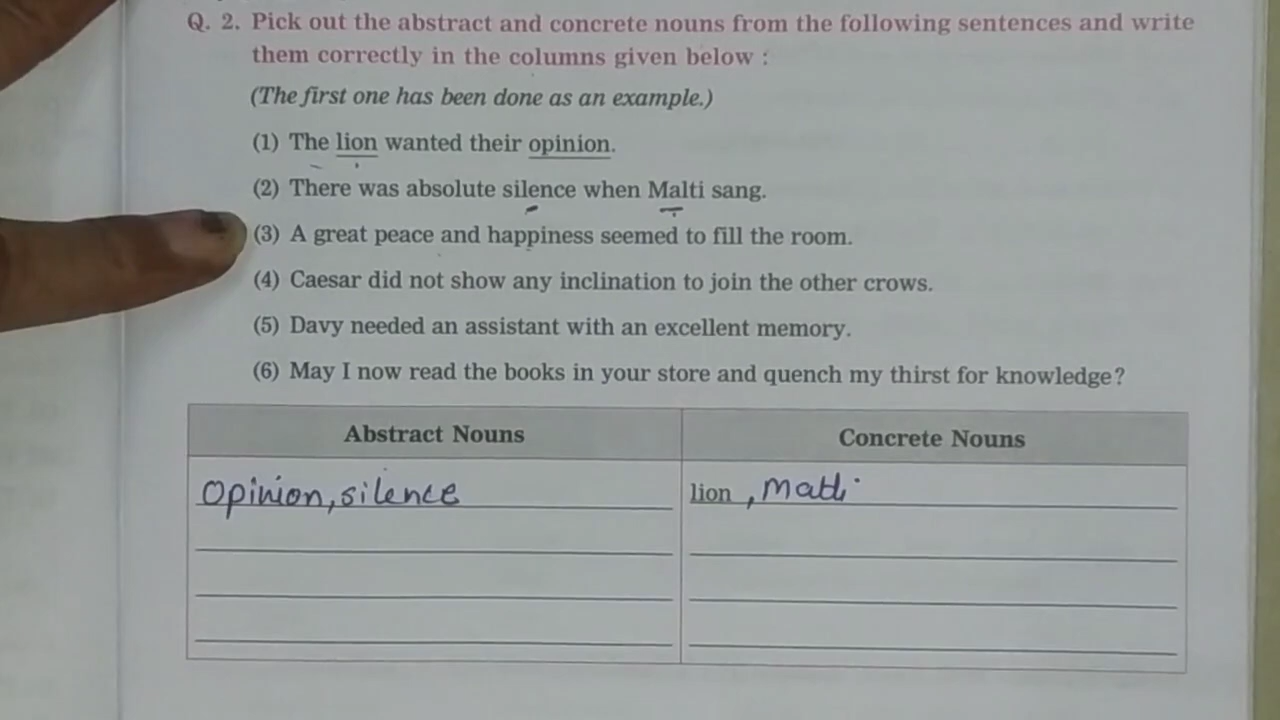 Q. 2. Pick out the abstract and concrete nouns from the following sentences and write
them correctly in the columns given below :
(The first one has been done as an example.)
(1) The lion wanted their opinion.
(2) There was absolute silence when Malti sang.
(3) A great peace and happiness seemed to fill the room.
(4) Caesar did not show any inclination to join the other crows.
(5) Davy needed an assistant with an excellent memory.
(6) May I now read the books in your store and quench my thirst for knowledge?
Abstract Nouns Concrete Nouns
Opinion, silence lion , Malti